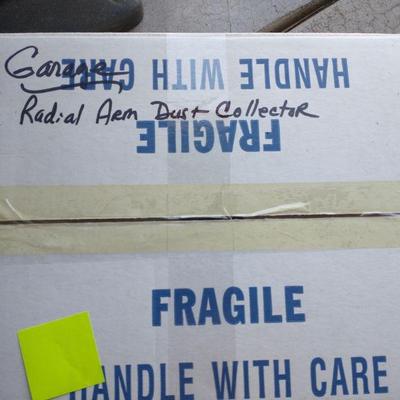 Garage
HANDLE WITH CARE
Radial Arm Dust Collector
FRAGILE
FRAGILE
HANDLE WITH CARE